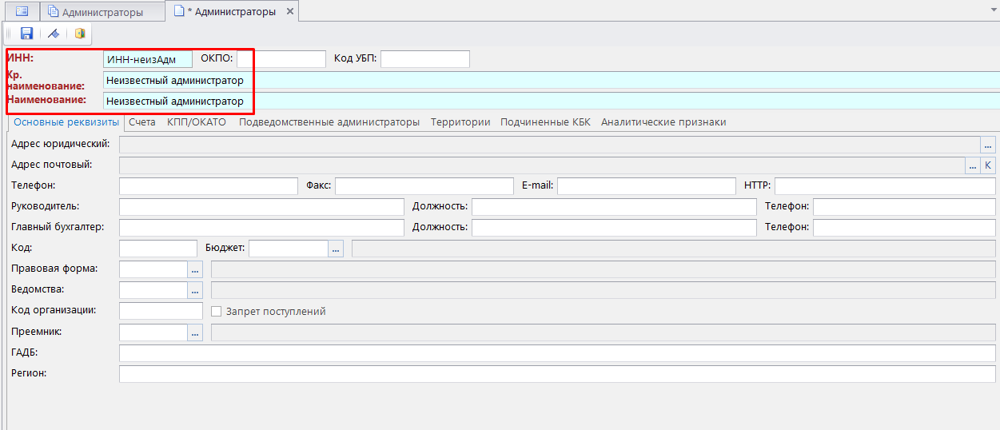 Администраторы
* Администраторы
ИНН: ИНН-неизАдм ОКПО: Код УБП:
Кр. наименование: Неизвестный администратор
Наименование: Неизвестный администратор
Основные реквизиты Счета КПП/ОКАТО Подведомственные администраторы Территории Подчиненные КБК Аналитические признаки
Адрес юридический: ...
Адрес почтовый: ... К
Телефон: Факс: E-mail: HTTP:
Руководитель: Должность: Телефон:
Главный бухгалтер: Должность: Телефон:
Код: Бюджет: ...
Правовая форма: ...
Ведомства: ...
Код организации: Запрет поступлений
Преемник: ...
ГАДБ:
Регион: